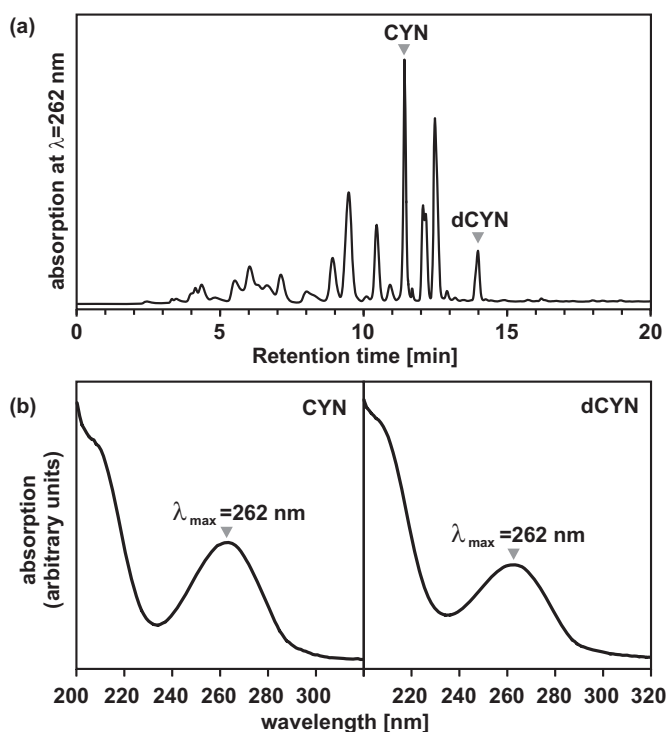 (a)
CYN
dCYN
absorption at λ=262 nm
0 5 10 15 20
Retention time [min]
(b)
CYN
dCYN
λmax=262 nm
λmax=262 nm
absorption
(arbitrary units)
200 220 240 260 280 300
220 240 260 280 300 320
wavelength [nm]